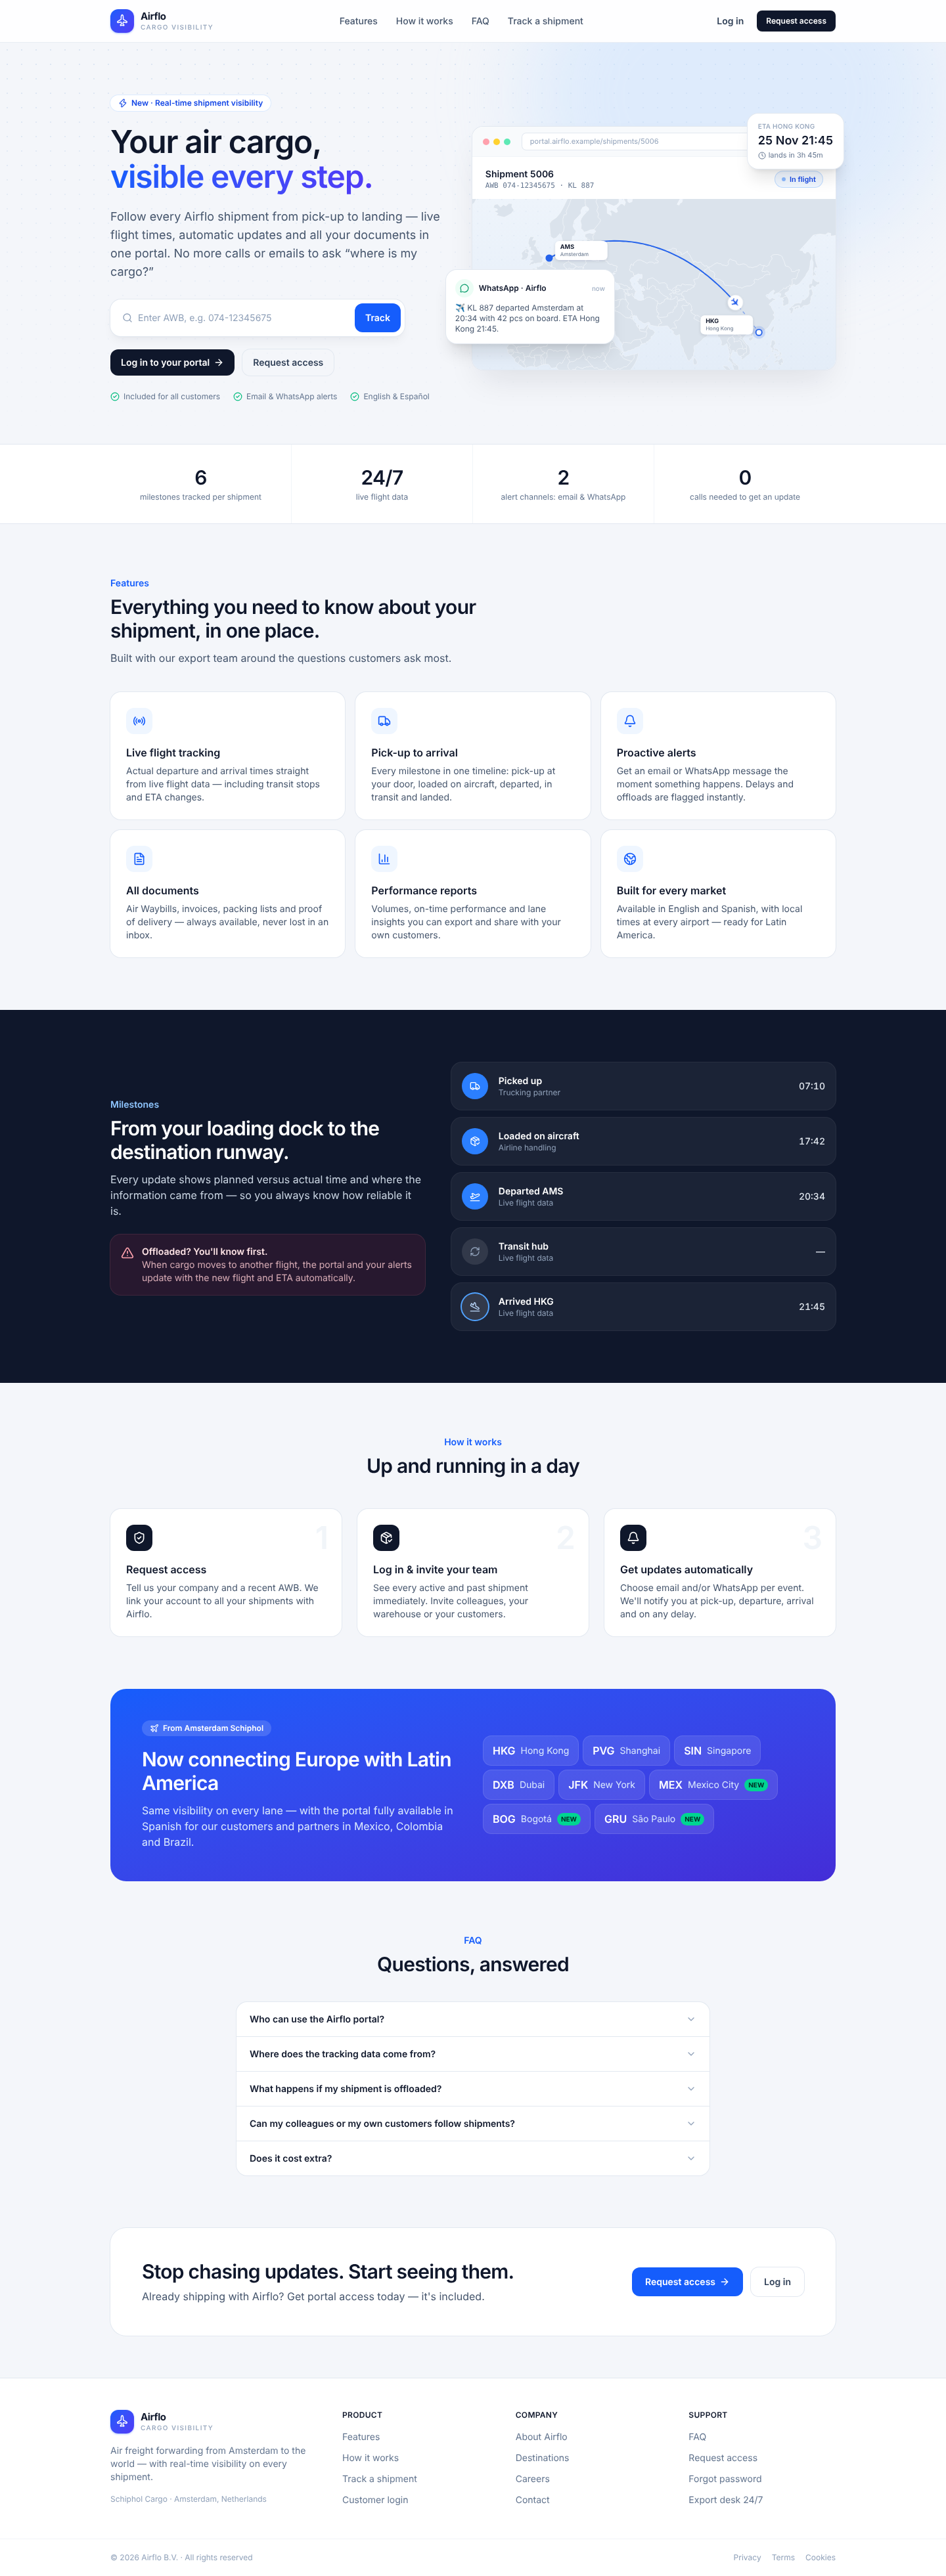 Airflo
CARGO VISIBILITY
Features
How it works
FAQ
Track a shipment
Log in
Request access
New · Real-time shipment visibility
Your air cargo,
visible every step.
Follow every Airflo shipment from pick-up to landing — live
flight times, automatic updates and all your documents in
one portal. No more calls or emails to ask “where is my
cargo?”
Enter AWB, e.g. 074-12345675
Track
Log in to your portal →
Request access
Included for all customers
Email & WhatsApp alerts
English & Español
portal.airflo.example/shipments/5006
ETA HONG KONG
25 Nov 21:45
lands in 3h 45m
Shipment 5006
AWB 074-12345675 · KL 887
In flight
AMS
Amsterdam
WhatsApp · Airflo
now
✈️ KL 887 departed Amsterdam at
20:34 with 42 pcs on board. ETA Hong
Kong 21:45.
HKG
Hong Kong
6
milestones tracked per shipment
24/7
live flight data
2
alert channels: email & WhatsApp
0
calls needed to get an update
Features
Everything you need to know about your
shipment, in one place.
Built with our export team around the questions customers ask most.
Live flight tracking
Actual departure and arrival times straight
from live flight data — including transit stops
and ETA changes.
Pick-up to arrival
Every milestone in one timeline: pick-up at
your door, loaded on aircraft, departed, in
transit and landed.
Proactive alerts
Get an email or WhatsApp message the
moment something happens. Delays and
offloads are flagged instantly.
All documents
Air Waybills, invoices, packing lists and proof
of delivery — always available, never lost in an
inbox.
Performance reports
Volumes, on-time performance and lane
insights you can export and share with your
own customers.
Built for every market
Available in English and Spanish, with local
times at every airport — ready for Latin
America.
Milestones
From your loading dock to the
destination runway.
Every update shows planned versus actual time and where the
information came from — so you always know how reliable it
is.
Offloaded? You'll know first.
When cargo moves to another flight, the portal and your alerts
update with the new flight and ETA automatically.
Picked up
Trucking partner
07:10
Loaded on aircraft
Airline handling
17:42
Departed AMS
Live flight data
20:34
Transit hub
Live flight data
—
Arrived HKG
Live flight data
21:45
How it works
Up and running in a day
1
Request access
Tell us your company and a recent AWB. We
link your account to all your shipments with
Airflo.
2
Log in & invite your team
See every active and past shipment
immediately. Invite colleagues, your
warehouse or your customers.
3
Get updates automatically
Choose email and/or WhatsApp per event.
We'll notify you at pick-up, departure, arrival
and on any delay.
From Amsterdam Schiphol
Now connecting Europe with Latin
America
Same visibility on every lane — with the portal fully available in
Spanish for our customers and partners in Mexico, Colombia
and Brazil.
HKG Hong Kong
PVG Shanghai
SIN Singapore
DXB Dubai
JFK New York
MEX Mexico City NEW
BOG Bogotá NEW
GRU São Paulo NEW
FAQ
Questions, answered
Who can use the Airflo portal?
Where does the tracking data come from?
What happens if my shipment is offloaded?
Can my colleagues or my own customers follow shipments?
Does it cost extra?
Stop chasing updates. Start seeing them.
Already shipping with Airflo? Get portal access today — it's included.
Request access →
Log in
Airflo
CARGO VISIBILITY
Air freight forwarding from Amsterdam to the
world — with real-time visibility on every
shipment.
Schiphol Cargo · Amsterdam, Netherlands
PRODUCT
Features
How it works
Track a shipment
Customer login
COMPANY
About Airflo
Destinations
Careers
Contact
SUPPORT
FAQ
Request access
Forgot password
Export desk 24/7
© 2026 Airflo B.V. · All rights reserved
Privacy
Terms
Cookies